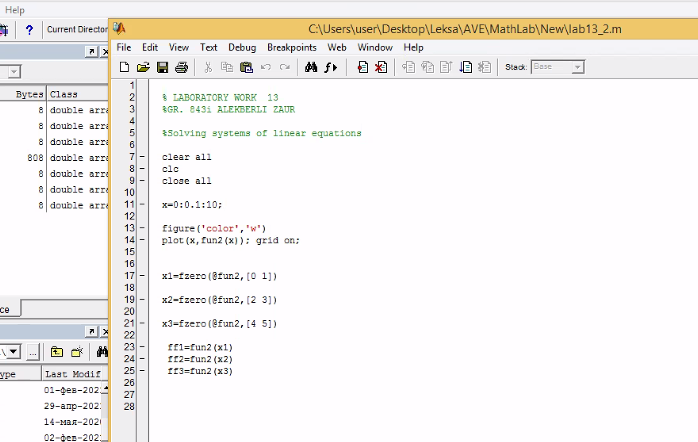 Help
Current Director
Bytes Class
8 double arra
8 double arra
8 double arra
808 double arra
8 double arra
8 double arra
8 double arra
Last Modif
01-фев-202
29-апр-202
14-мая-202
02-фев-202
C:\Users\user\Desktop\Leksa\AVE\MathLab\New\lab13_2.m
File Edit View Text Debug Breakpoints Web Window Help
Stack: Base
1
2 % LABORATORY WORK 13
3 %GR. 843i ALEKBERLI ZAUR
4
5 %Solving systems of linear equations
6
7 - clear all
8 - clc
9 - close all
10
11 - x=0:0.1:10;
12
13 - figure('color','w')
14 - plot(x,fun2(x)); grid on;
15
16
17 - x1=fzero(@fun2,[0 1])
18
19 - x2=fzero(@fun2,[2 3])
20
21 - x3=fzero(@fun2,[4 5])
22
23 - ff1=fun2(x1)
24 - ff2=fun2(x2)
25 - ff3=fun2(x3)
26
27
28